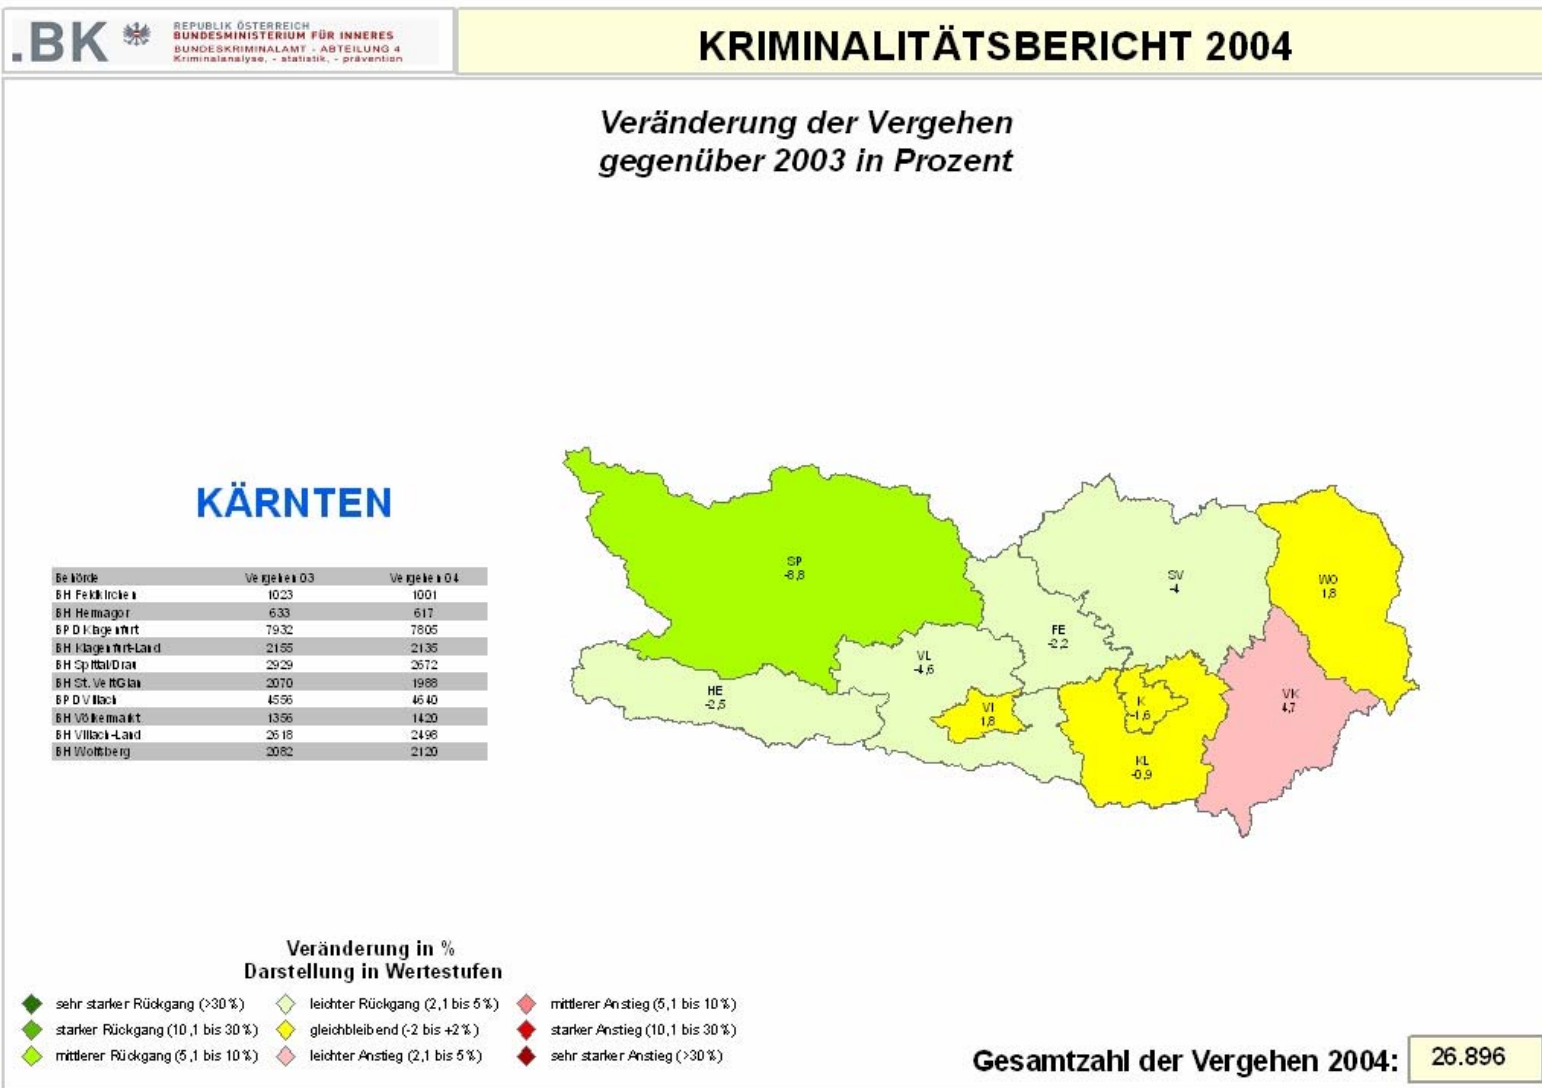 .BK
REPUBLIK ÖSTERREICH
BUNDESMINISTERIUM FÜR INNERES
BUNDESKRIMINALAMT - ABTEILUNG 4
Kriminalanalyse, - statistik, - prävention
KRIMINALITÄTSBERICHT 2004
Veränderung der Vergehen
gegenüber 2003 in Prozent
KÄRNTEN
Behörde Vergehen 03 Vergehen 04
BH Feldkirchen 1023 1001
BH Hermagor 633 617
BPD Klagenfurt 7932 7805
BH Klagenfurt-Land 2155 2135
BH Spittal/Drau 2929 2672
BH St. Veit/Glan 2070 1988
BPD Villach 4556 4640
BH Völkermarkt 1356 1420
BH Villach-Land 2618 2498
BH Wolfsberg 2082 2120
SP
-8,8
SV
-4
WO
1,8
FE
-2,2
VL
-4,6
HE
-2,5
VI
1,8
K
-1,6
VK
4,7
KL
-0,9
Veränderung in %
Darstellung in Wertestufen
sehr starker Rückgang (>30%) leichter Rückgang (2,1 bis 5%) mittlerer Anstieg (5,1 bis 10%)
starker Rückgang (10,1 bis 30%) gleichbleibend (-2 bis +2%) starker Anstieg (10,1 bis 30%)
mittlerer Rückgang (5,1 bis 10%) leichter Anstieg (2,1 bis 5%) sehr starker Anstieg (>30%)
Gesamtzahl der Vergehen 2004: 26.896